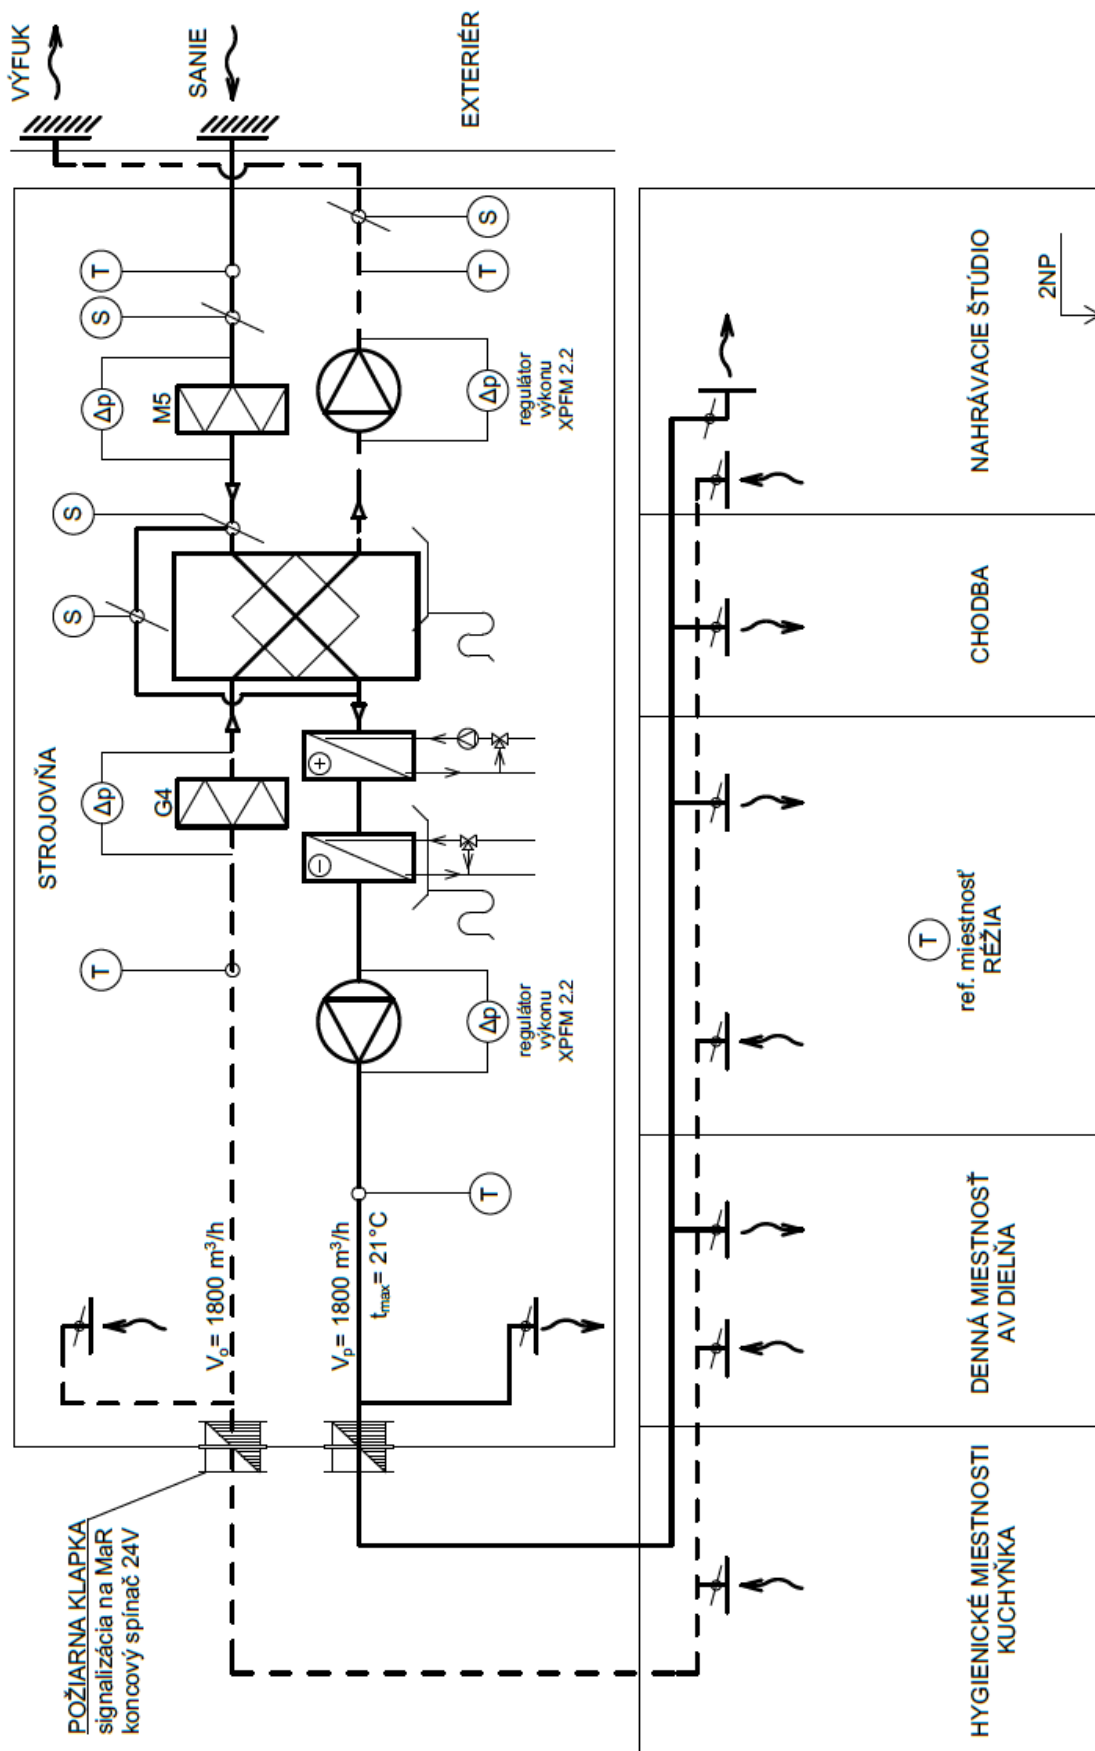 VÝFUK
SANIE
EXTERIÉR
STROJOVŇA
T
S
Δp
M5
S
S
S
T
Δp
regulátor
výkonu
XPFM 2.2
Δp
G4
+
−
T
Δp
regulátor
výkonu
XPFM 2.2
T
Vₒ= 1800 m³/h
Vₚ= 1800 m³/h
tₘₐₓ= 21°C
POŽIARNA KLAPKA
signalizácia na MaR
koncový spínač 24V
HYGIENICKÉ MIESTNOSTI
KUCHYŇKA
DENNÁ MIESTNOSŤ
AV DIELŇA
T
ref. miestnosť
RÉŽIA
CHODBA
NAHRÁVACIE ŠTÚDIO
2NP